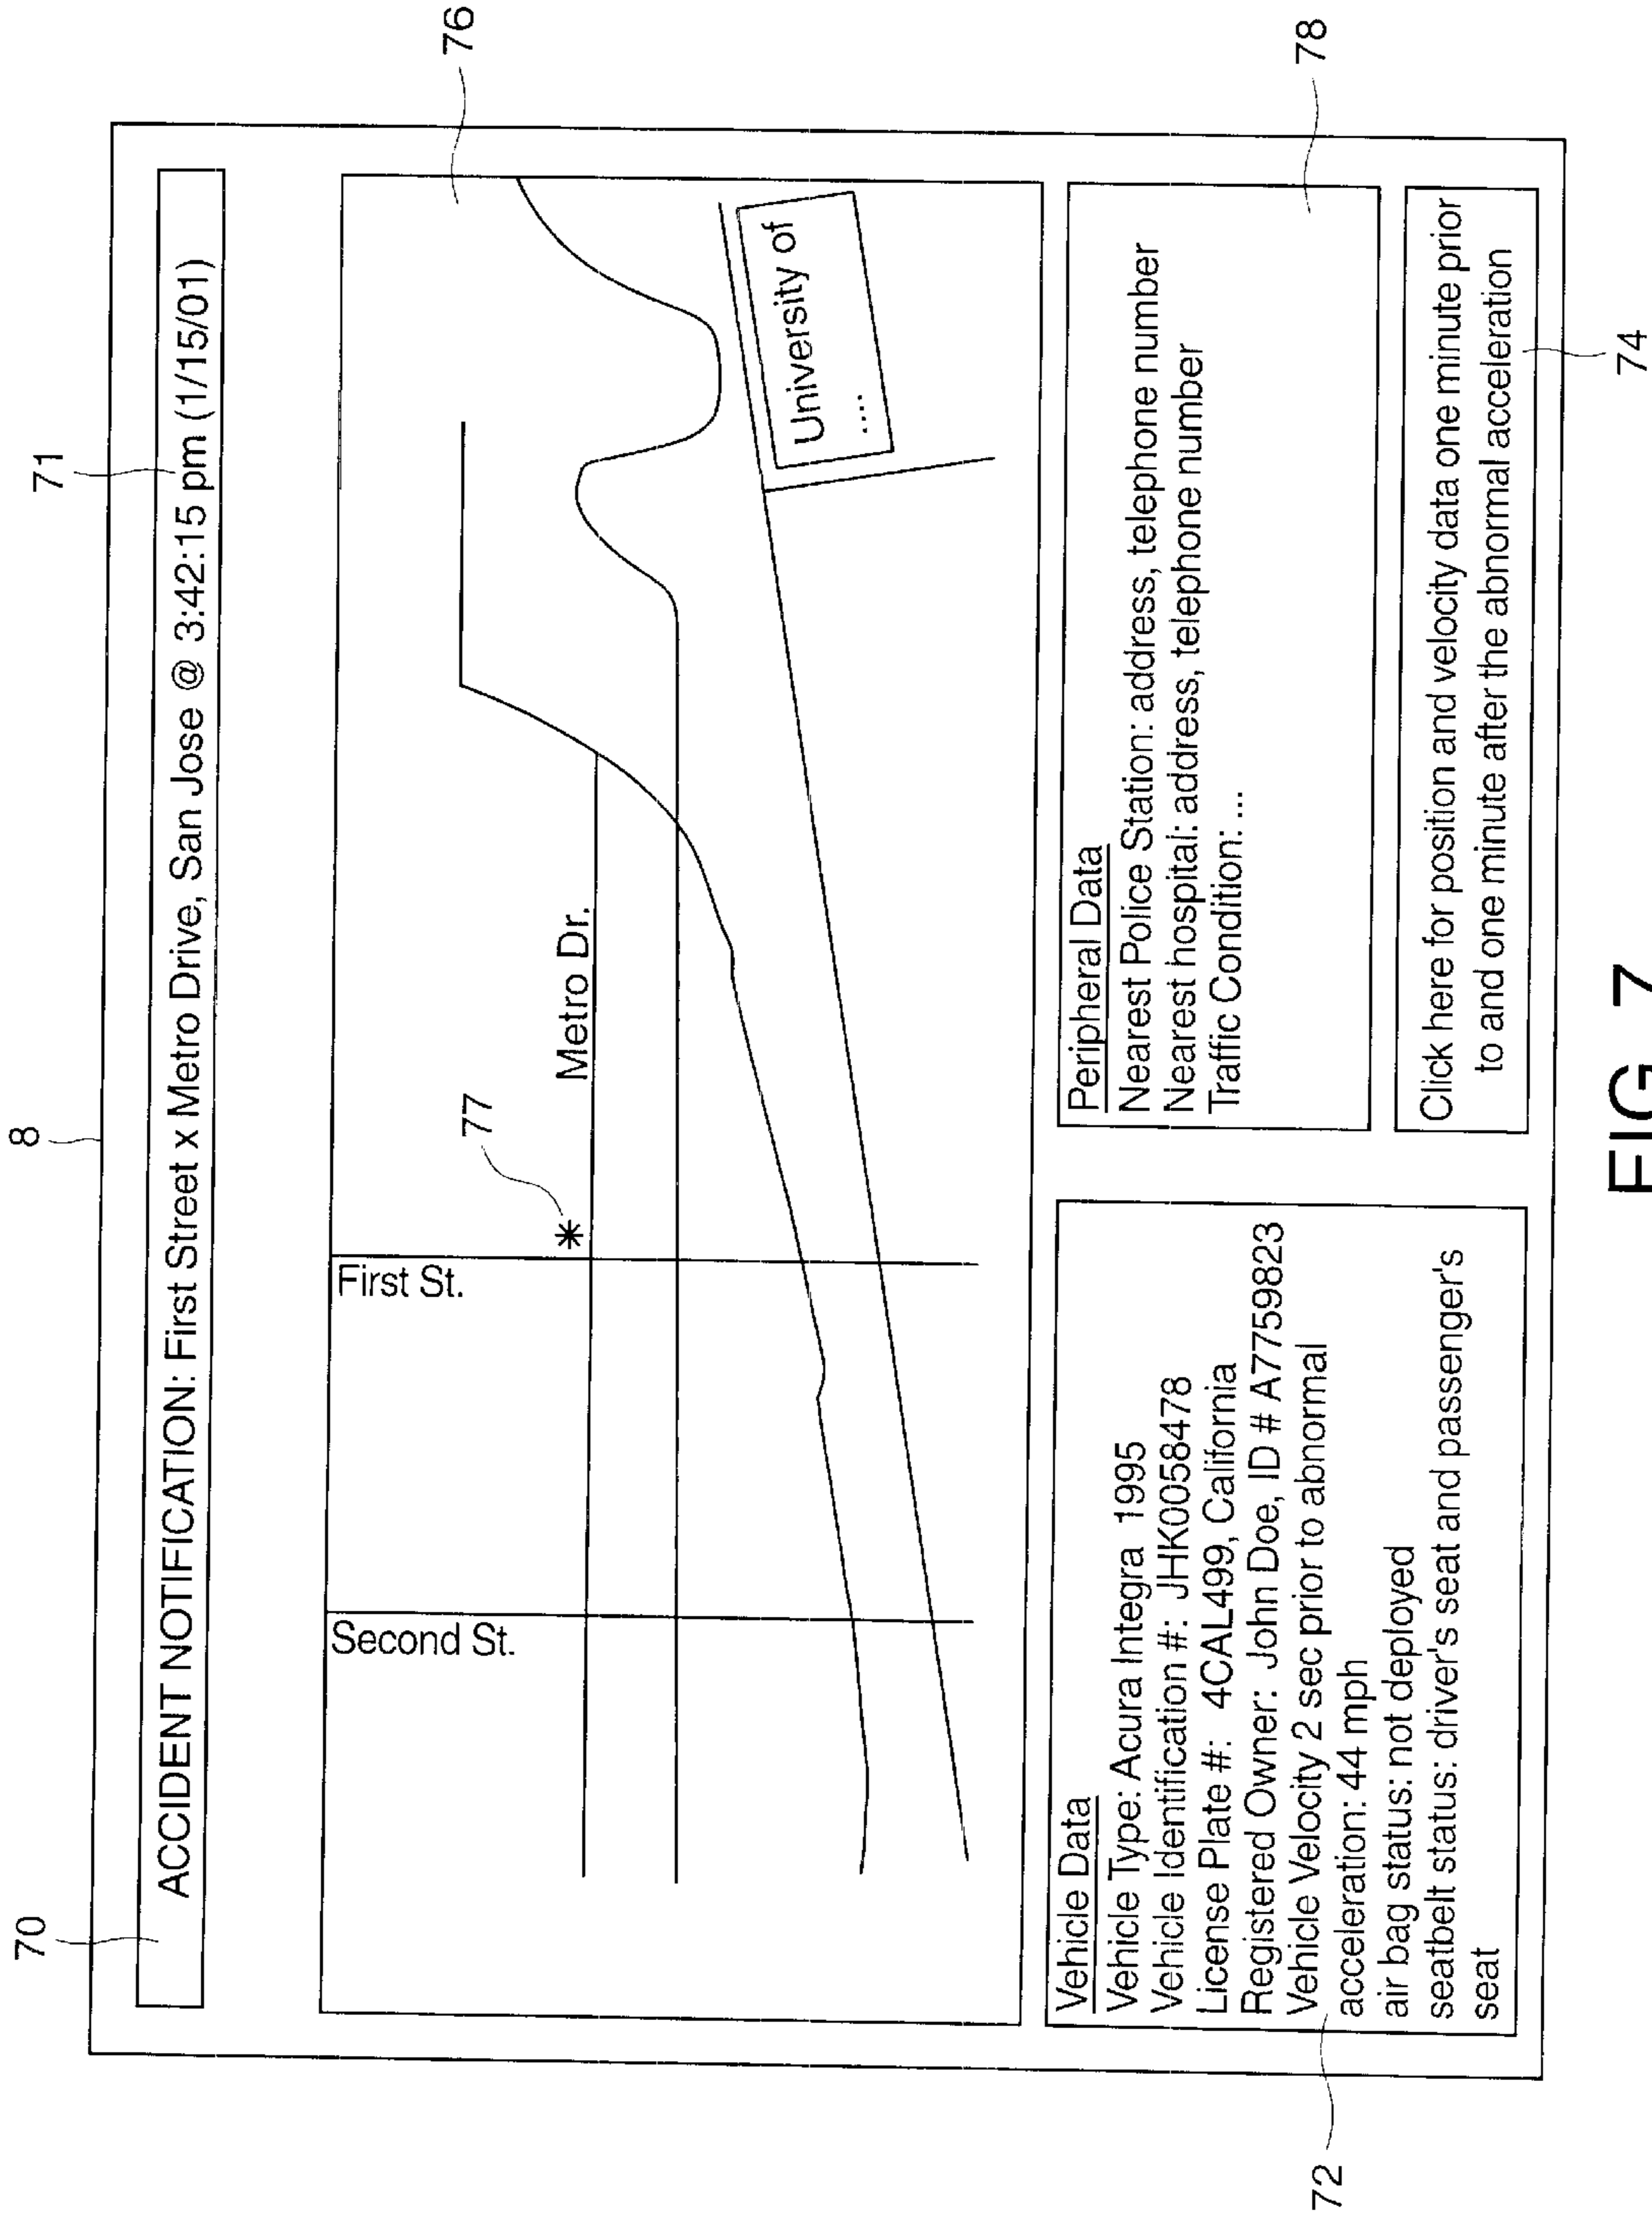 8
70
71
ACCIDENT NOTIFICATION: First Street x Metro Drive, San Jose @ 3:42:15 pm (1/15/01)
76
First St.
Second St.
77
*
Metro Dr.
University of
....
Vehicle Data
Vehicle Type: Acura Integra 1995
Vehicle Identification #: JHK0058478
License Plate #: 4CAL499, California
Registered Owner: John Doe, ID # A7759823
Vehicle Velocity 2 sec prior to abnormal
acceleration: 44 mph
air bag status: not deployed
seatbelt status: driver's seat and passenger's
seat
72
Peripheral Data
Nearest Police Station: address, telephone number
Nearest hospital: address, telephone number
Traffic Condition: ...
78
Click here for position and velocity data one minute prior
to and one minute after the abnormal acceleration
74
FIG 7